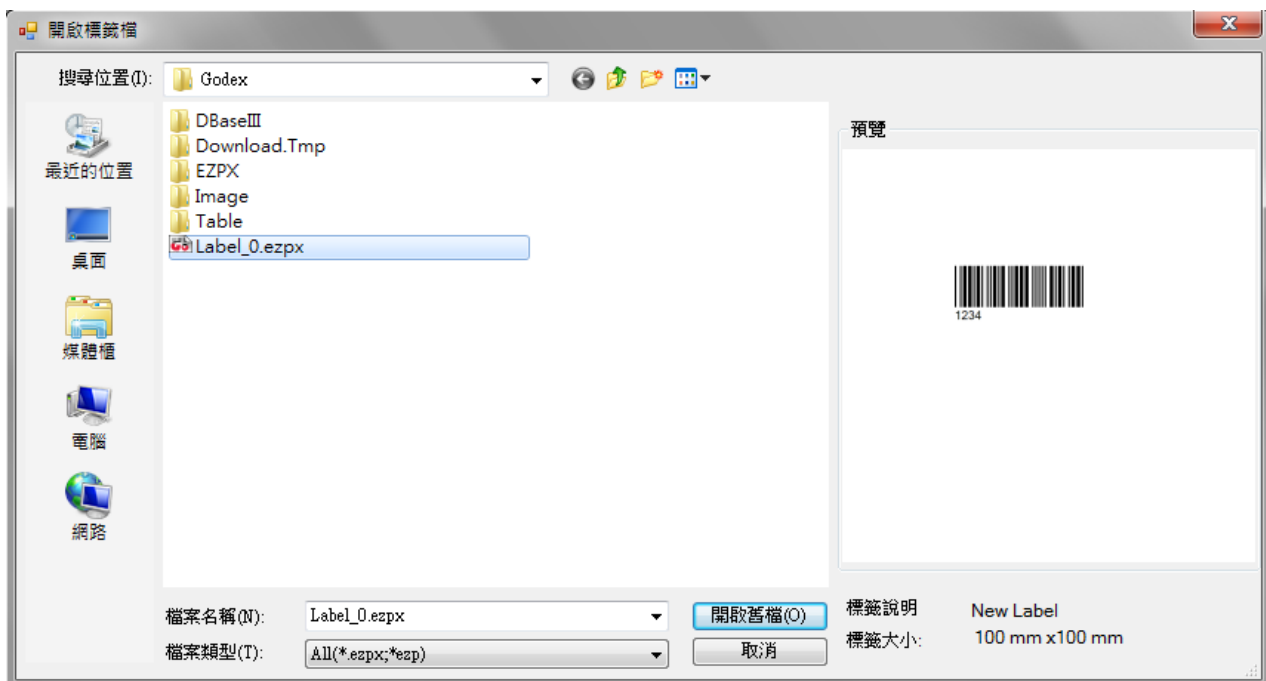 開啟標籤檔
搜尋位置(I):
Godex
最近的位置
桌面
媒體櫃
電腦
網路
DBaseⅢ
Download.Tmp
EZPX
Image
Table
Label_0.ezpx
預覽
1234
檔案名稱(N):
Label_0.ezpx
開啟舊檔(O)
檔案類型(T):
All(*.ezpx;*ezp)
取消
標籤說明
New Label
標籤大小:
100 mm x100 mm